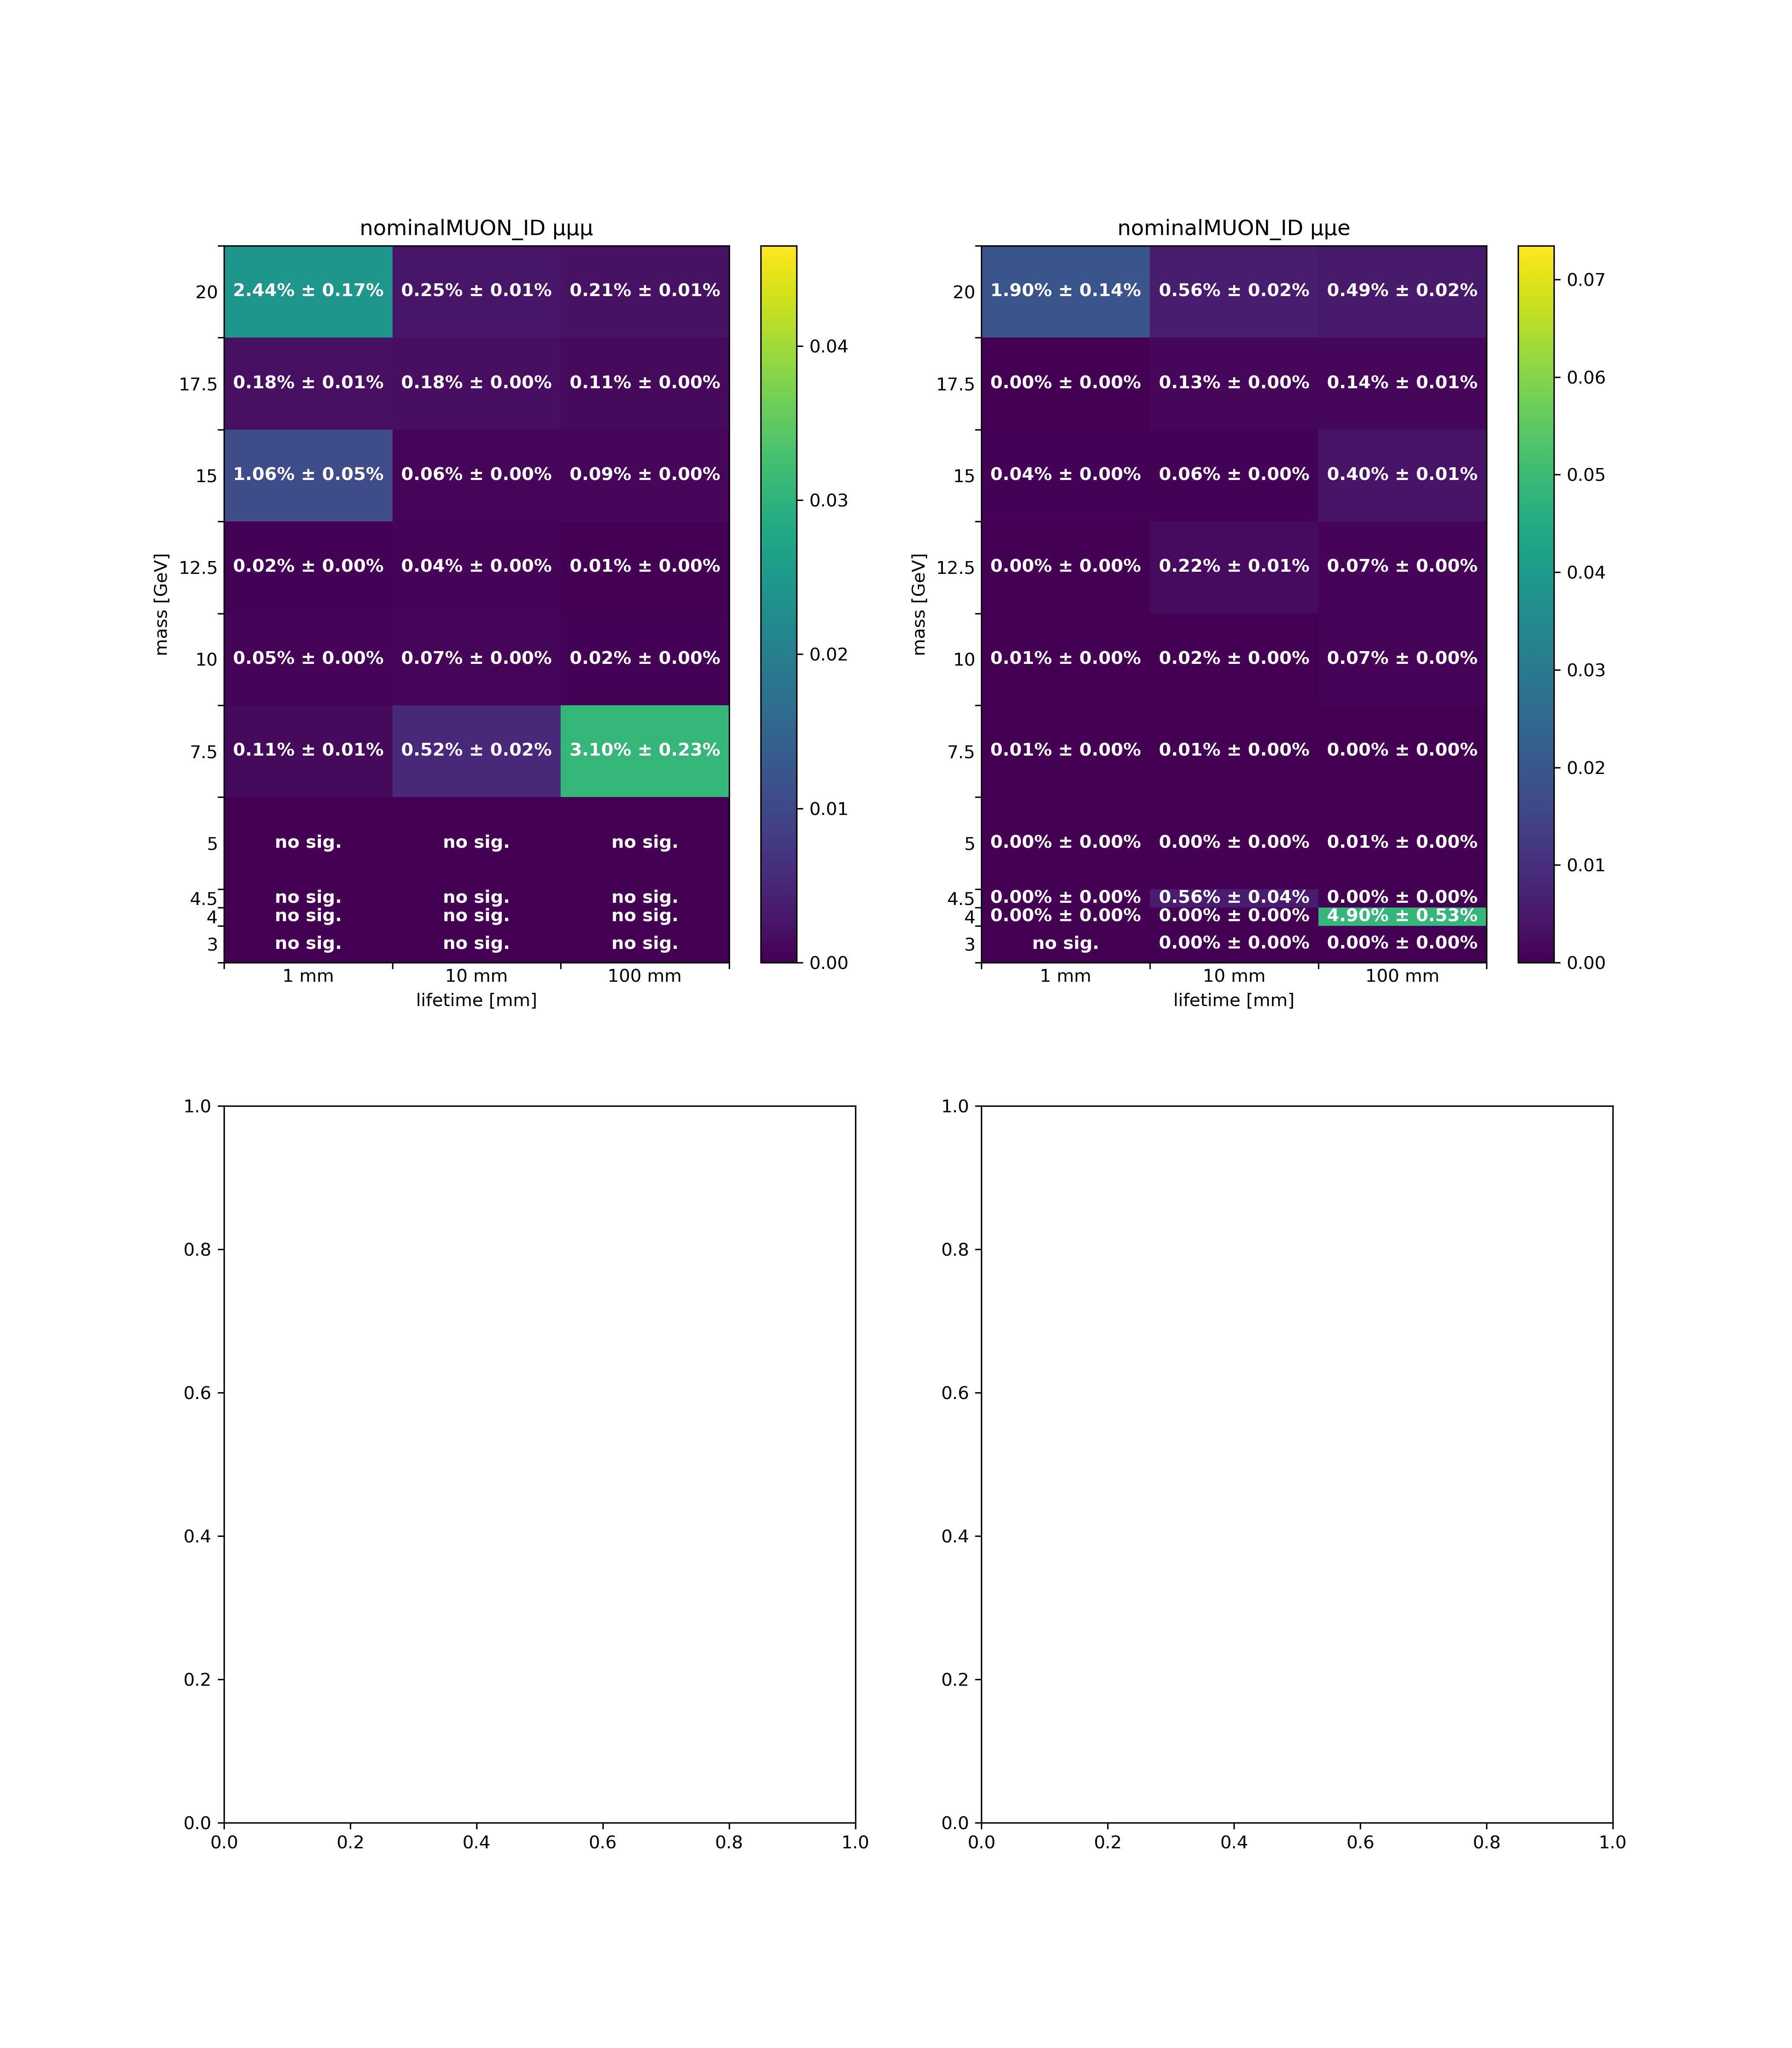 nominalMUON_ID μμμ
20 2.44% ± 0.17% 0.25% ± 0.01% 0.21% ± 0.01%
17.5 0.18% ± 0.01% 0.18% ± 0.00% 0.11% ± 0.00%
15 1.06% ± 0.05% 0.06% ± 0.00% 0.09% ± 0.00%
12.5 0.02% ± 0.00% 0.04% ± 0.00% 0.01% ± 0.00%
10 0.05% ± 0.00% 0.07% ± 0.00% 0.02% ± 0.00%
7.5 0.11% ± 0.01% 0.52% ± 0.02% 3.10% ± 0.23%
5 no sig. no sig. no sig.
4.5 no sig. no sig. no sig.
4 no sig. no sig. no sig.
3 no sig. no sig. no sig.
mass [GeV]
1 mm 10 mm 100 mm
lifetime [mm]
0.04
0.03
0.02
0.01
0.00
nominalMUON_ID μμe
20 1.90% ± 0.14% 0.56% ± 0.02% 0.49% ± 0.02%
17.5 0.00% ± 0.00% 0.13% ± 0.00% 0.14% ± 0.01%
15 0.04% ± 0.00% 0.06% ± 0.00% 0.40% ± 0.01%
12.5 0.00% ± 0.00% 0.22% ± 0.01% 0.07% ± 0.00%
10 0.01% ± 0.00% 0.02% ± 0.00% 0.07% ± 0.00%
7.5 0.01% ± 0.00% 0.01% ± 0.00% 0.00% ± 0.00%
5 0.00% ± 0.00% 0.00% ± 0.00% 0.01% ± 0.00%
4.5 0.00% ± 0.00% 0.56% ± 0.04% 0.00% ± 0.00%
4 0.00% ± 0.00% 0.00% ± 0.00% 4.90% ± 0.53%
3 no sig. 0.00% ± 0.00% 0.00% ± 0.00%
mass [GeV]
1 mm 10 mm 100 mm
lifetime [mm]
0.07
0.06
0.05
0.04
0.03
0.02
0.01
0.00
1.0
0.8
0.6
0.4
0.2
0.0
0.0 0.2 0.4 0.6 0.8 1.0
1.0
0.8
0.6
0.4
0.2
0.0
0.0 0.2 0.4 0.6 0.8 1.0